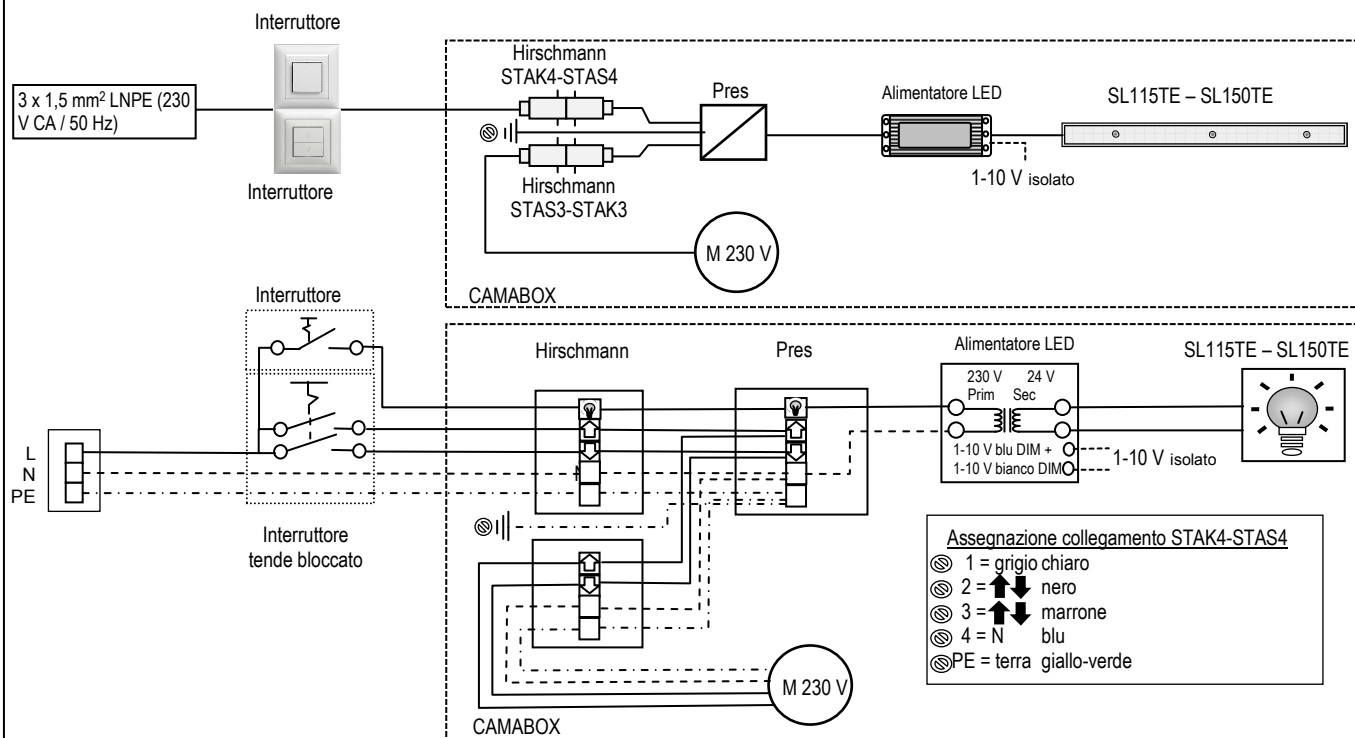 Interruttore
3 x 1,5 mm² LNPE (230
V CA / 50 Hz)
Interruttore
Hirschmann
STAK4-STAS4
Pres
Alimentatore LED
SL115TE – SL150TE
1-10 V isolato
Hirschmann
STAS3-STAK3
M 230 V
CAMABOX
Interruttore
L
N
PE
Interruttore
tende bloccato
Hirschmann
Pres
Alimentatore LED
SL115TE – SL150TE
230 V 24 V
Prim Sec
1-10 V blu DIM +
1-10 V bianco DIM
1-10 V isolato
M 230 V
CAMABOX
Assegnazione collegamento STAK4-STAS4
1 = grigio chiaro
2 = nero
3 = marrone
4 = N blu
PE = terra giallo-verde